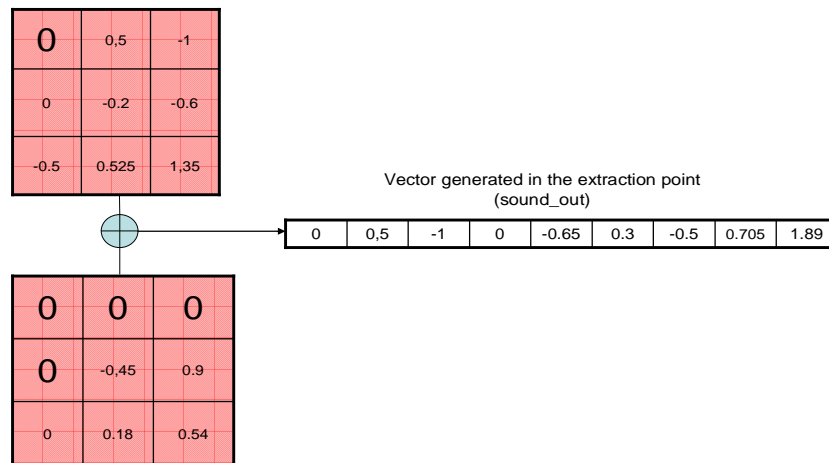 0 0,5 -1
0 -0.2 -0.6
-0.5 0.525 1,35
Vector generated in the extraction point
(sound_out)
0 0,5 -1 0 -0.65 0.3 -0.5 0.705 1.89
0 0 0
0 -0,45 0.9
0 0.18 0.54